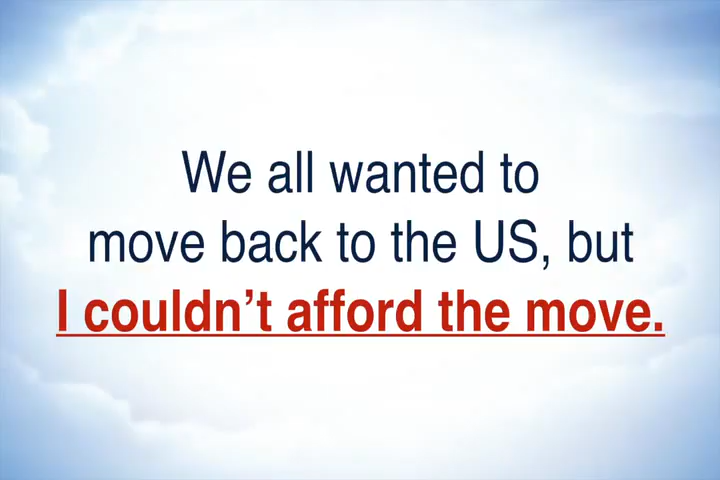 We all wanted to
move back to the US, but
I couldn’t afford the move.